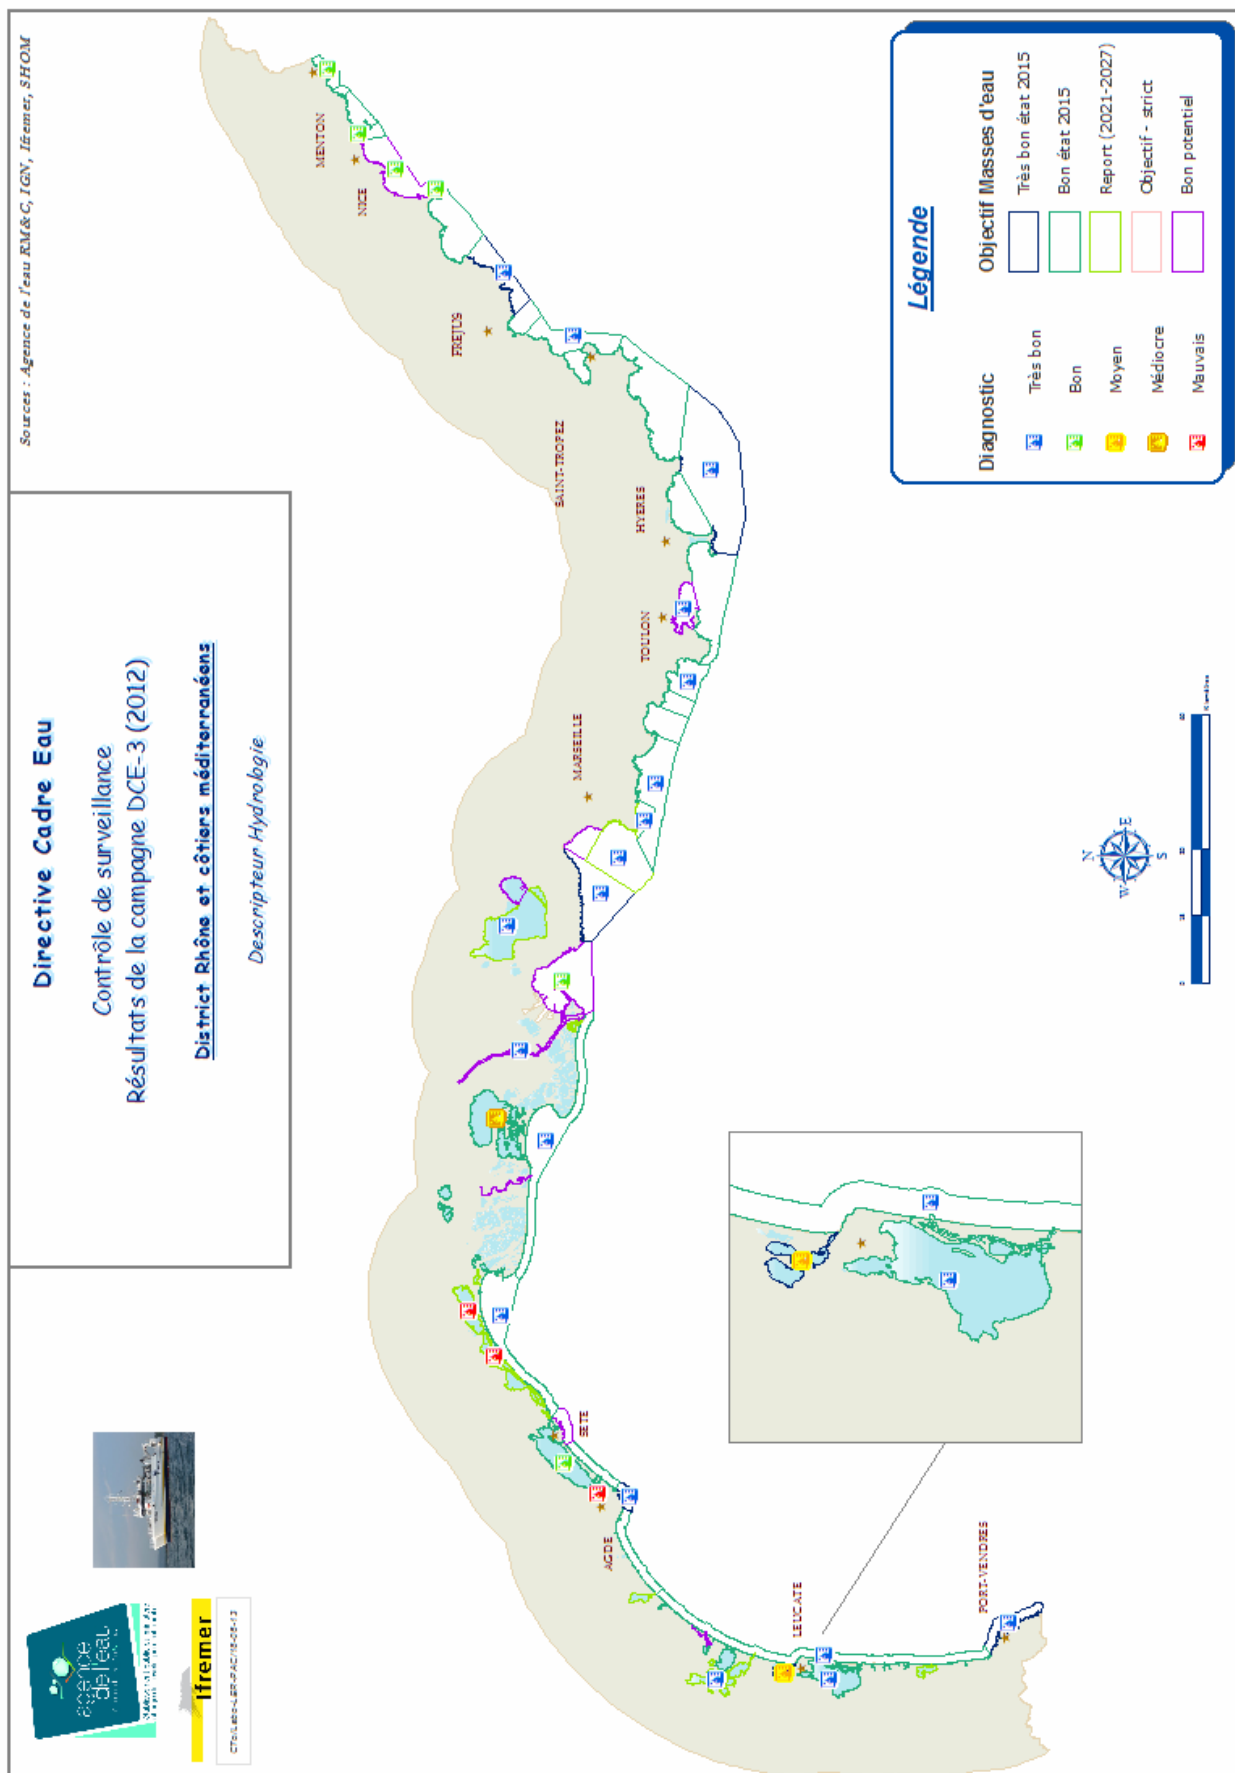 Directive Cadre Eau
Contrôle de surveillance
Résultats de la campagne DCE-3 (2012)
District Rhône et côtiers méditerranéens
Descripteur Hydrologie
Sources : Agence de l'eau RM&C, IGN, Ifremer, SHOM
agence
de l'eau
Ifremer
MENTON
NICE
FREJUS
SAINT-TROPEZ
HYERES
TOULON
MARSEILLE
SETE
AGDE
LEUCATE
PORT-VENDRES
N
W
E
S
Légende
Diagnostic
Très bon
Bon
Moyen
Médiocre
Mauvais
Objectif Masses d'eau
Très bon état 2015
Bon état 2015
Report (2021-2027)
Objectif - strict
Bon potentiel